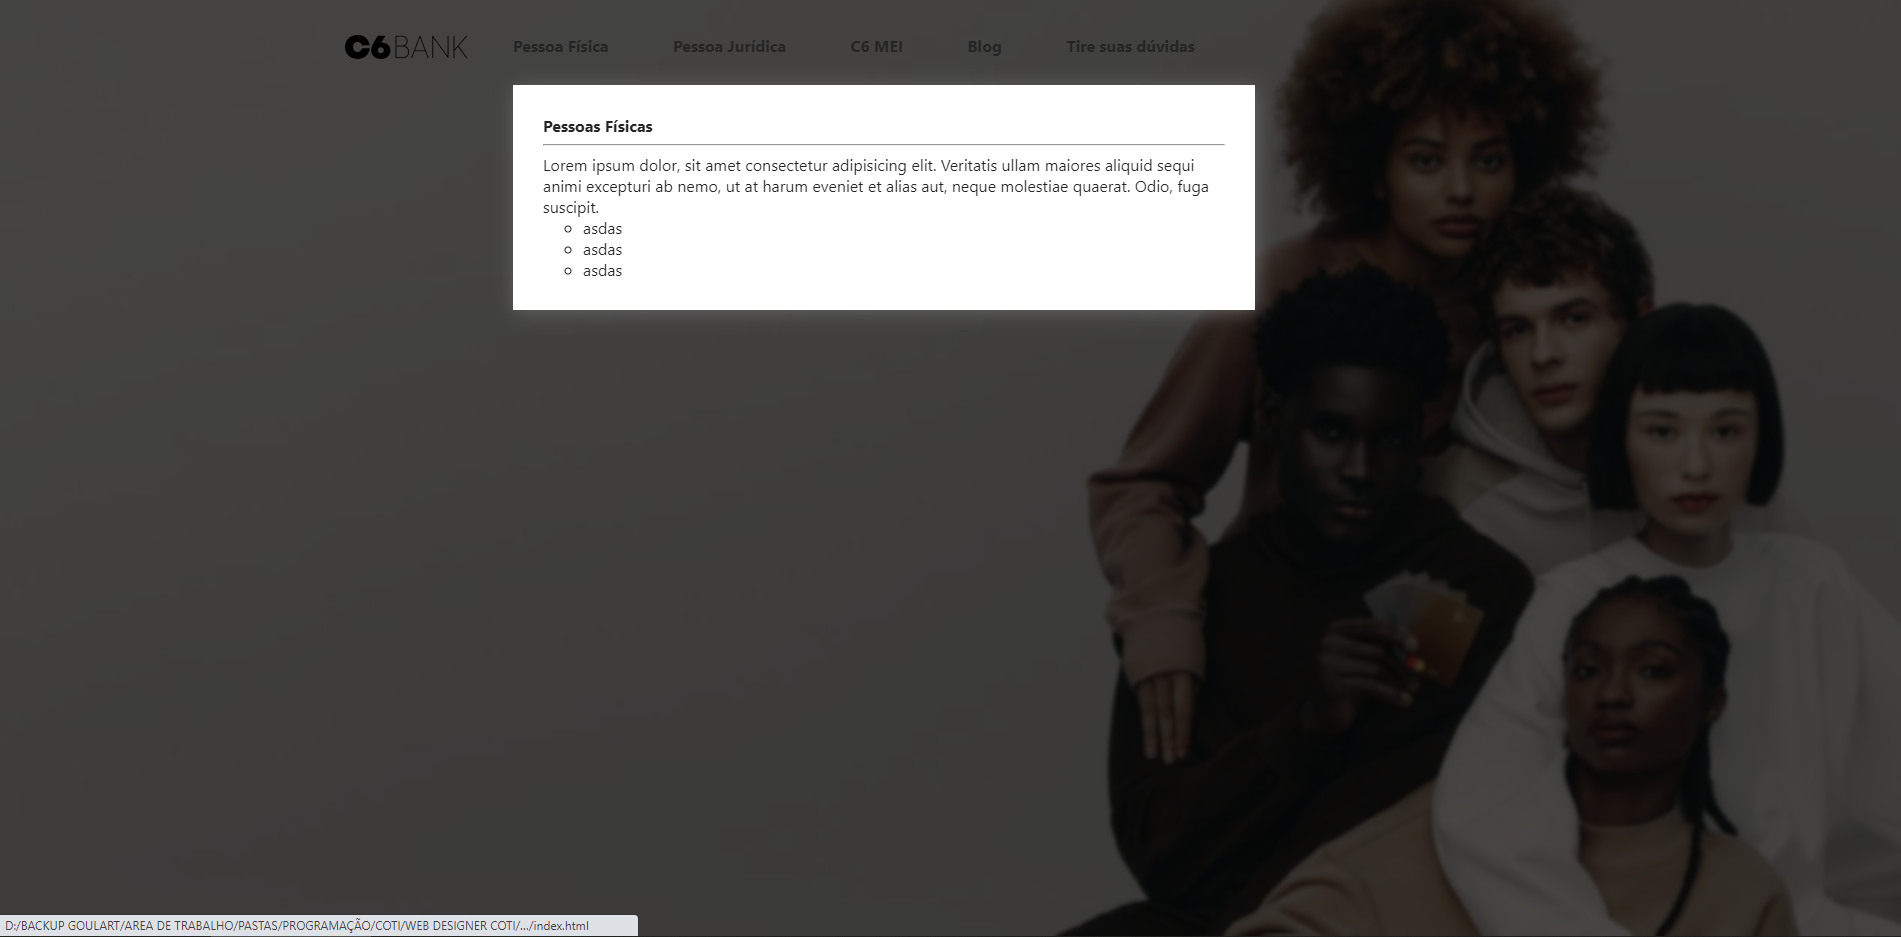 C6BANK
Pessoa Física Pessoa Jurídica C6 MEI Blog Tire suas dúvidas
Pessoas Físicas
Lorem ipsum dolor, sit amet consectetur adipisicing elit. Veritatis ullam maiores aliquid sequi
animi excepturi ab nemo, ut at harum eveniet et alias aut, neque molestiae quaerat. Odio, fuga
suscipit.
asdas
asdas
asdas
D:/BACKUP GOULART/AREA DE TRABALHO/PASTAS/PROGRAMAÇÃO/COTI/WEB DESIGNER COTI/.../index.html